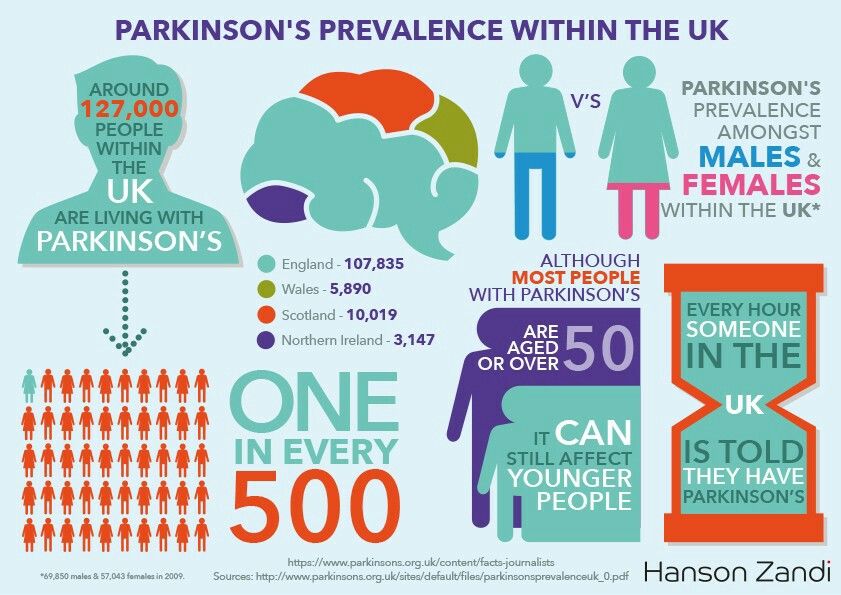 PARKINSON'S PREVALENCE WITHIN THE UK
AROUND
127,000
PEOPLE
WITHIN
THE
UK
ARE LIVING WITH
PARKINSON'S
England - 107,835
Wales - 5,890
Scotland - 10,019
Northern Ireland - 3,147
V'S
PARKINSON'S
PREVALENCE
AMONGST
MALES &
FEMALES
WITHIN THE UK*
ONE
IN EVERY
500
ALTHOUGH
MOST PEOPLE
WITH PARKINSON'S
ARE
AGED
OR OVER
50
IT CAN
STILL AFFECT
YOUNGER
PEOPLE
EVERY HOUR
SOMEONE
IN THE
UK
IS TOLD
THEY HAVE
PARKINSON'S
*69,850 males & 57,043 females in 2009.
https://www.parkinsons.org.uk/content/facts-journalists
Sources: http://www.parkinsons.org.uk/sites/default/files/parkinsonsprevalenceuk_0.pdf
Hanson Zandi